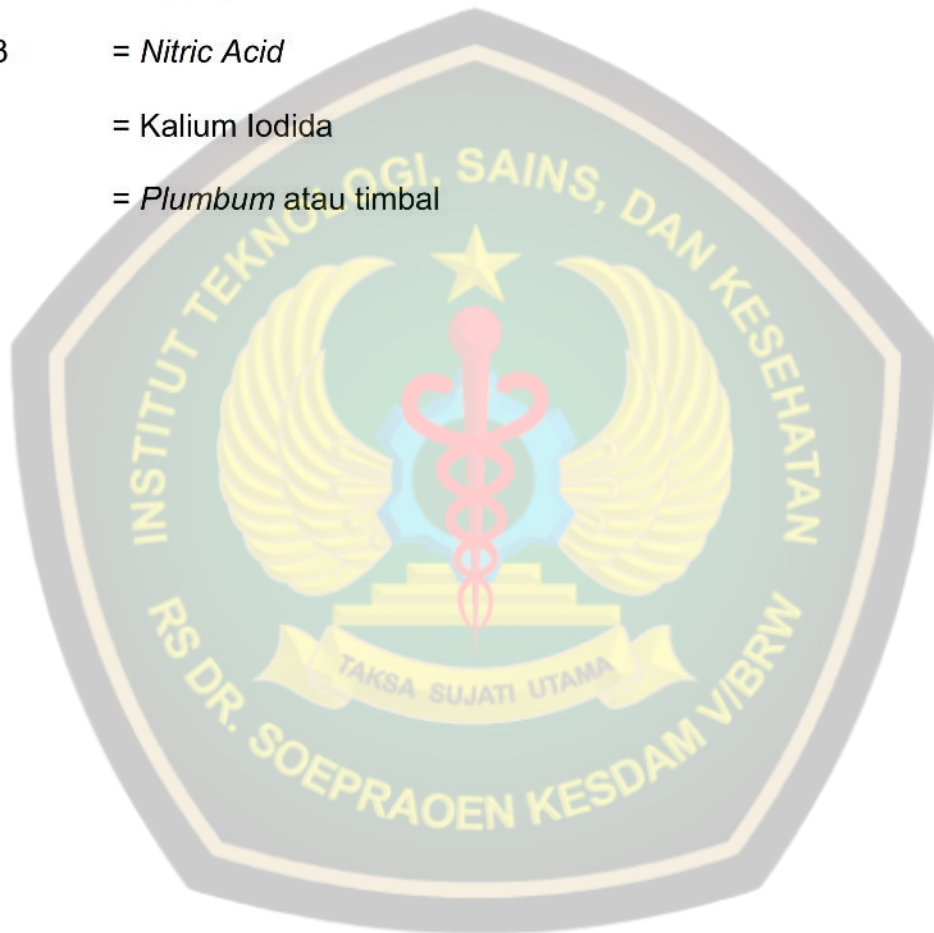 3 = Nitric Acid
= Kalium Iodida
= Plumbum atau timbal
INSTITUT TEKNOLOGI, SAINS, DAN KESEHATAN
TAKSA SUJATI UTAMA
RS DR. SOEPRAOEN KESDAM V/BRW